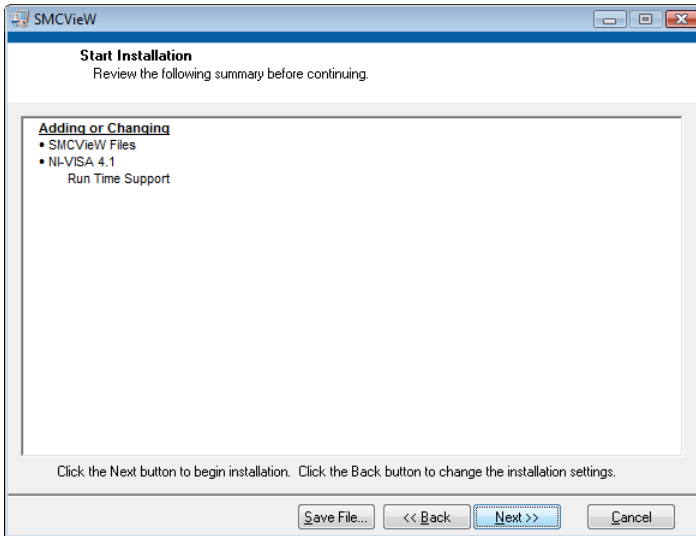 SMCVieW
Start Installation
Review the following summary before continuing.
Adding or Changing
• SMCVieW Files
• NI-VISA 4.1
Run Time Support
Click the Next button to begin installation.  Click the Back button to change the installation settings.
Save File...
<< Back
Next >>
Cancel